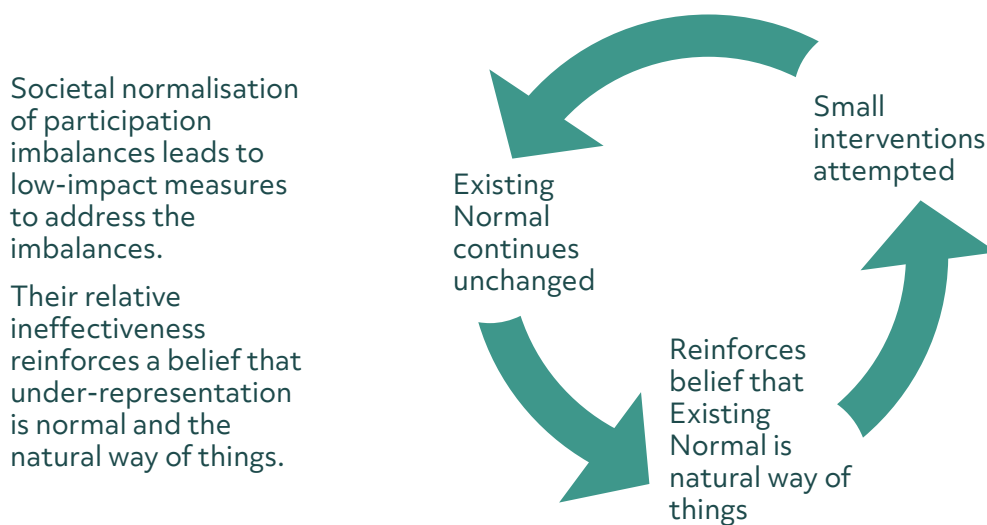 Societal normalisation
of participation
imbalances leads to
low-impact measures
to address the
imbalances.
Their relative
ineffectiveness
reinforces a belief that
under-representation
is normal and the
natural way of things.
Small
interventions
attempted
Existing
Normal
continues
unchanged
Reinforces
belief that
Existing
Normal is
natural way of
things